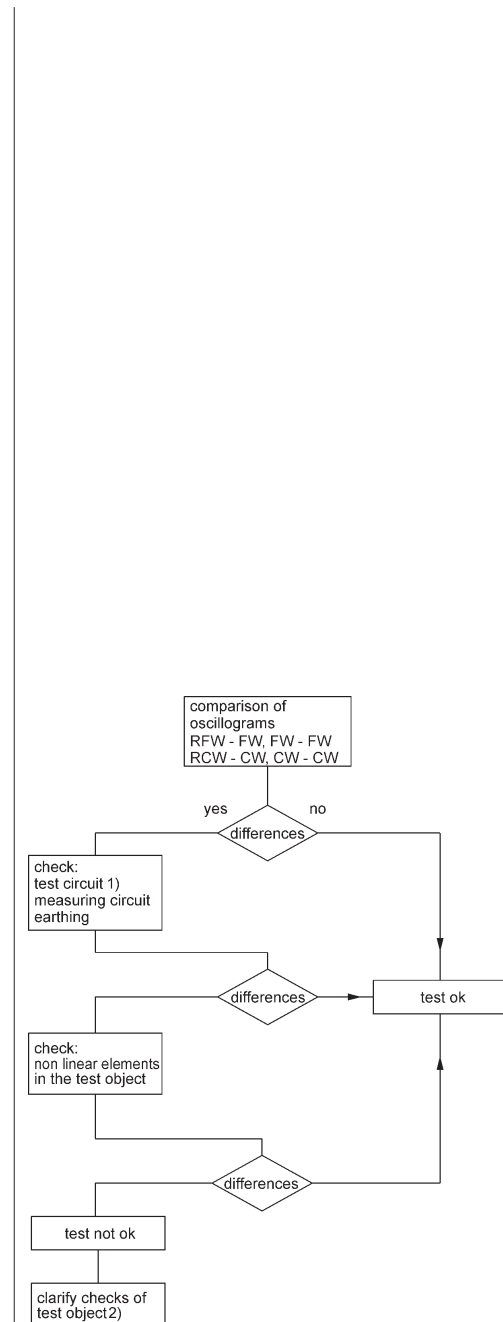 comparison of
oscillograms
RFW - FW, FW - FW
RCW - CW, CW - CW
yes
no
differences
check:
test circuit 1)
measuring circuit
earthing
differences
test ok
check:
non linear elements
in the test object
differences
test not ok
clarify checks of
test object2)